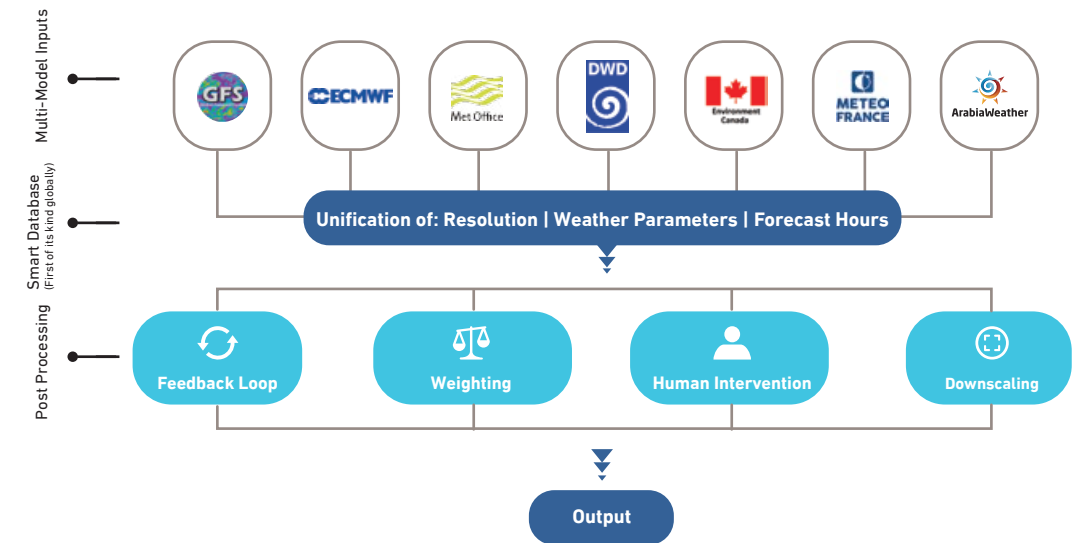 Multi-Model Inputs
GFS
ECMWF
Met Office
DWD
Environment
Canada
METEO
FRANCE
ArabiaWeather
Smart Database
(First of its kind globally)
Unification of: Resolution | Weather Parameters | Forecast Hours
Post Processing
Feedback Loop
Weighting
Human Intervention
Downscaling
Output